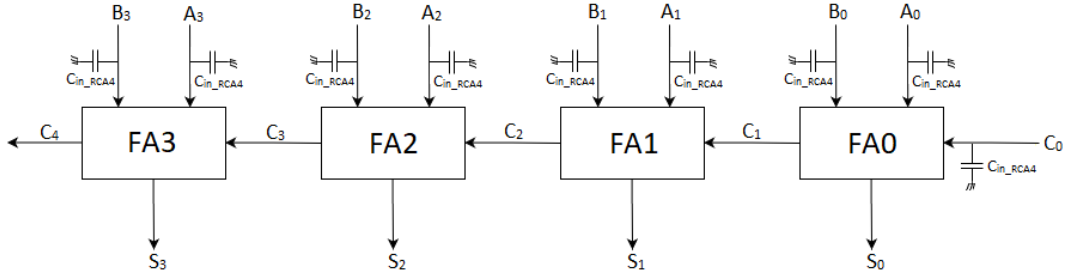 B₃ A₃ B₂ A₂ B₁ A₁ B₀ A₀
Cin_RCA4 Cin_RCA4 Cin_RCA4 Cin_RCA4 Cin_RCA4 Cin_RCA4 Cin_RCA4 Cin_RCA4
C₄ FA3 C₃ FA2 C₂ FA1 C₁ FA0 C₀
Cin_RCA4
S₃ S₂ S₁ S₀